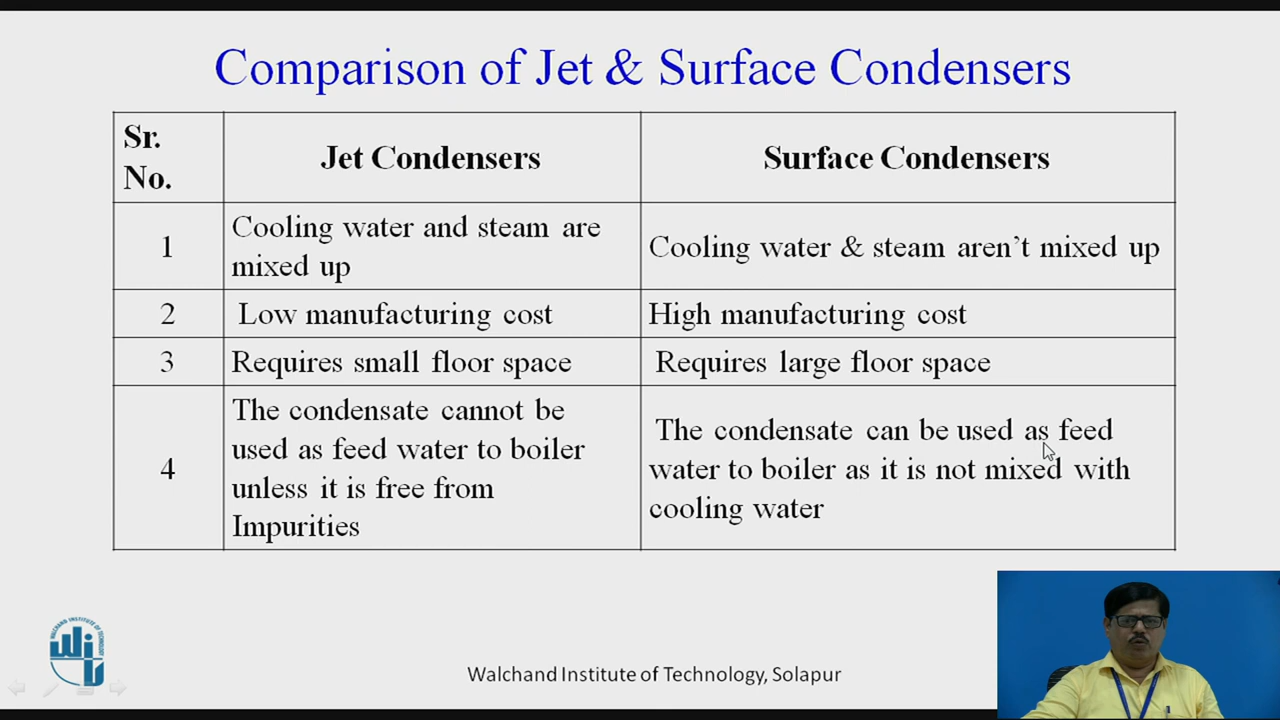 Comparison of Jet & Surface Condensers
Sr.
No.
Jet Condensers
Surface Condensers
1
Cooling water and steam are
mixed up
Cooling water & steam aren't mixed up
2
Low manufacturing cost
High manufacturing cost
3
Requires small floor space
Requires large floor space
4
The condensate cannot be
used as feed water to boiler
unless it is free from
Impurities
The condensate can be used as feed
water to boiler as it is not mixed with
cooling water
WALCHAND INSTITUTE OF TECHNOLOGY
Walchand Institute of Technology, Solapur